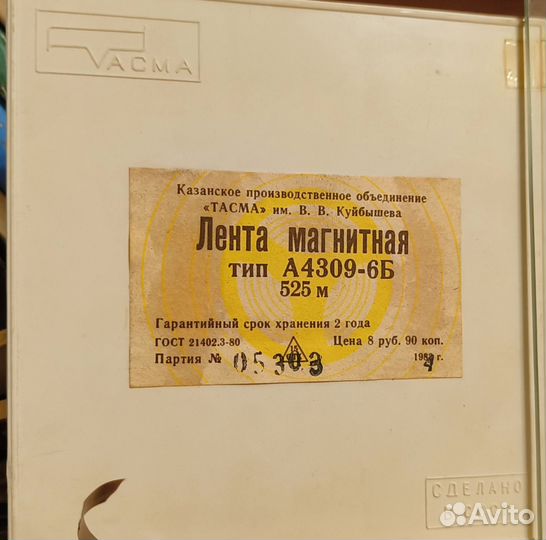 ТАСМА
Казанское производственное объединение
«ТАСМА» им. В. В. Куйбышева
Лента магнитная
тип А4309-6Б
525 м
Гарантийный срок хранения 2 года
ГОСТ 21402.3-80 Цена 8 руб. 90 коп.
Партия № 05 г.
СДЕЛАНО
Avito